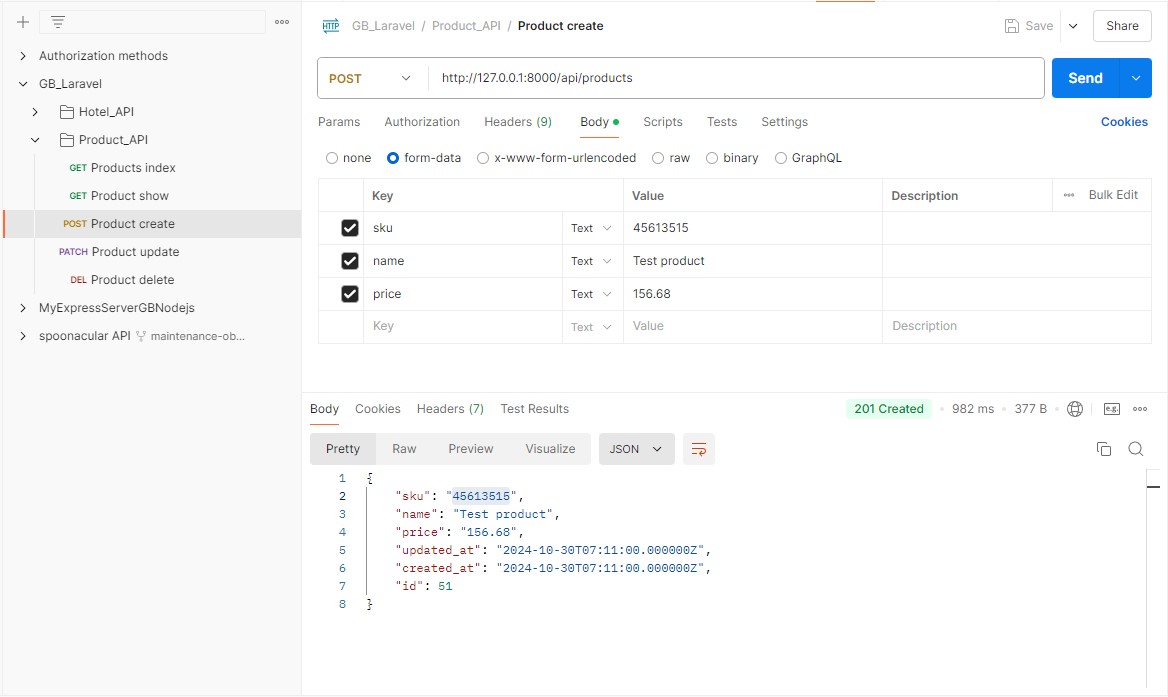 Authorization methods
GB_Laravel
Hotel_API
Product_API
GET Products index
GET Product show
POST Product create
PATCH Product update
DEL Product delete
MyExpressServerGBNodejs
spoonacular API maintenance-ob...
HTTP GB_Laravel / Product_API / Product create
Save Share
POST http://127.0.0.1:8000/api/products Send
Params Authorization Headers (9) Body Scripts Tests Settings Cookies
none form-data x-www-form-urlencoded raw binary GraphQL
Key Value Description Bulk Edit
sku Text 45613515
name Text Test product
price Text 156.68
Key Text Value Description
Body Cookies Headers (7) Test Results 201 Created 982 ms 377 B e.g.
Pretty Raw Preview Visualize JSON
1 {
2 "sku": "45613515",
3 "name": "Test product",
4 "price": "156.68",
5 "updated_at": "2024-10-30T07:11:00.000000Z",
6 "created_at": "2024-10-30T07:11:00.000000Z",
7 "id": 51
8 }